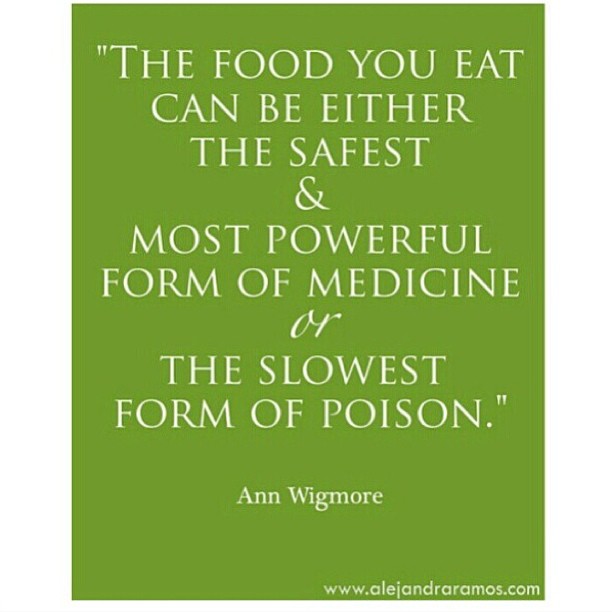 "THE FOOD YOU EAT
CAN BE EITHER
THE SAFEST
&
MOST POWERFUL
FORM OF MEDICINE
or
THE SLOWEST
FORM OF POISON."
Ann Wigmore
www.alejandraramos.com